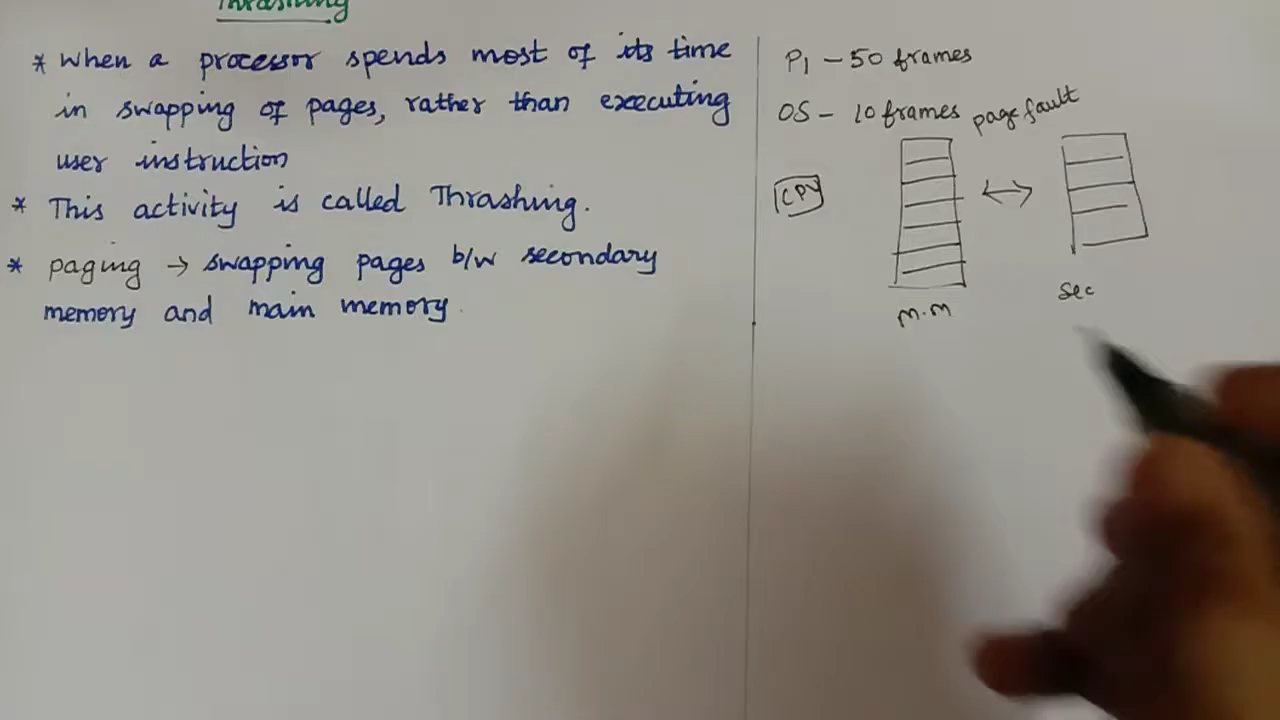 Thrashing
* When a processor spends most of its time
in swapping of pages, rather than executing
user instruction
* This activity is called Thrashing.
* paging → swapping pages b/w secondary
memory and main memory.
P1 - 50 frames
OS - 10 frames
page fault
CPU
M.M
Sec